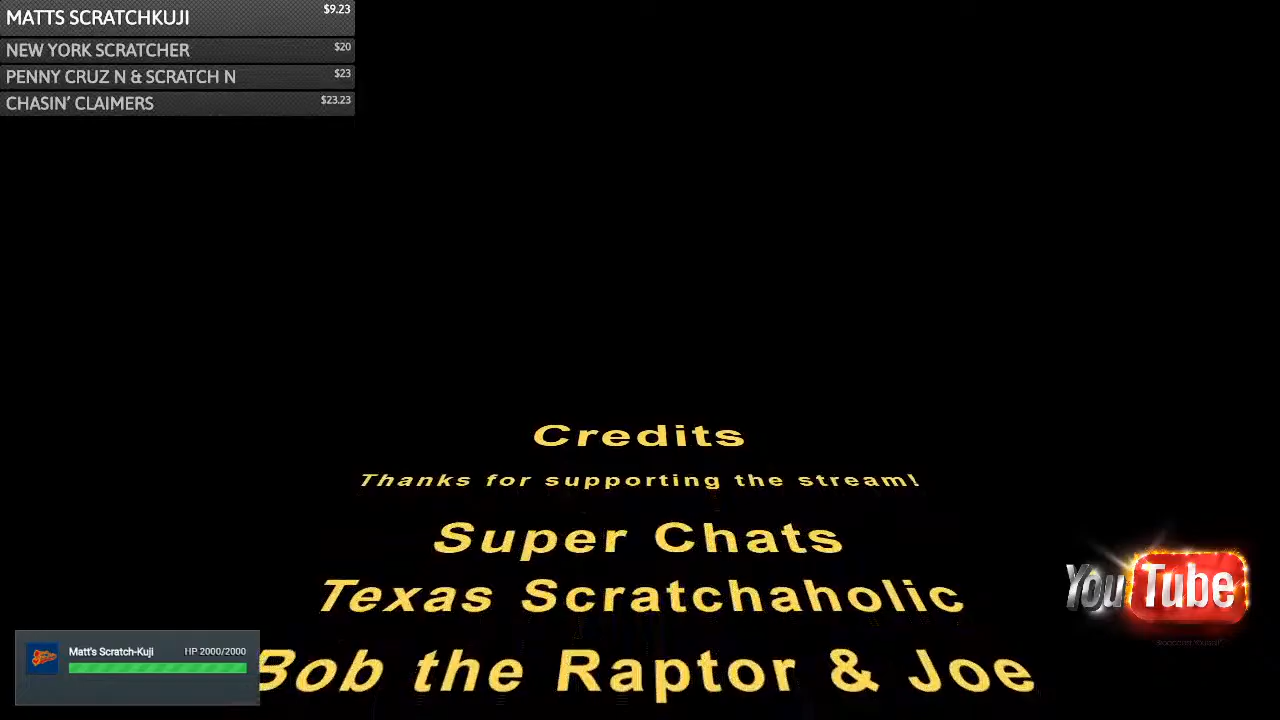 MATTS SCRATCHKUJI $9.23
NEW YORK SCRATCHER $20
PENNY CRUZ N & SCRATCH N $23
CHASIN' CLAIMERS $23.23
Credits
Thanks for supporting the stream!
Super Chats
Texas Scratchaholic
Bob the Raptor & Joe
Matt's Scratch-Kuji HP 2000/2000
YouTube